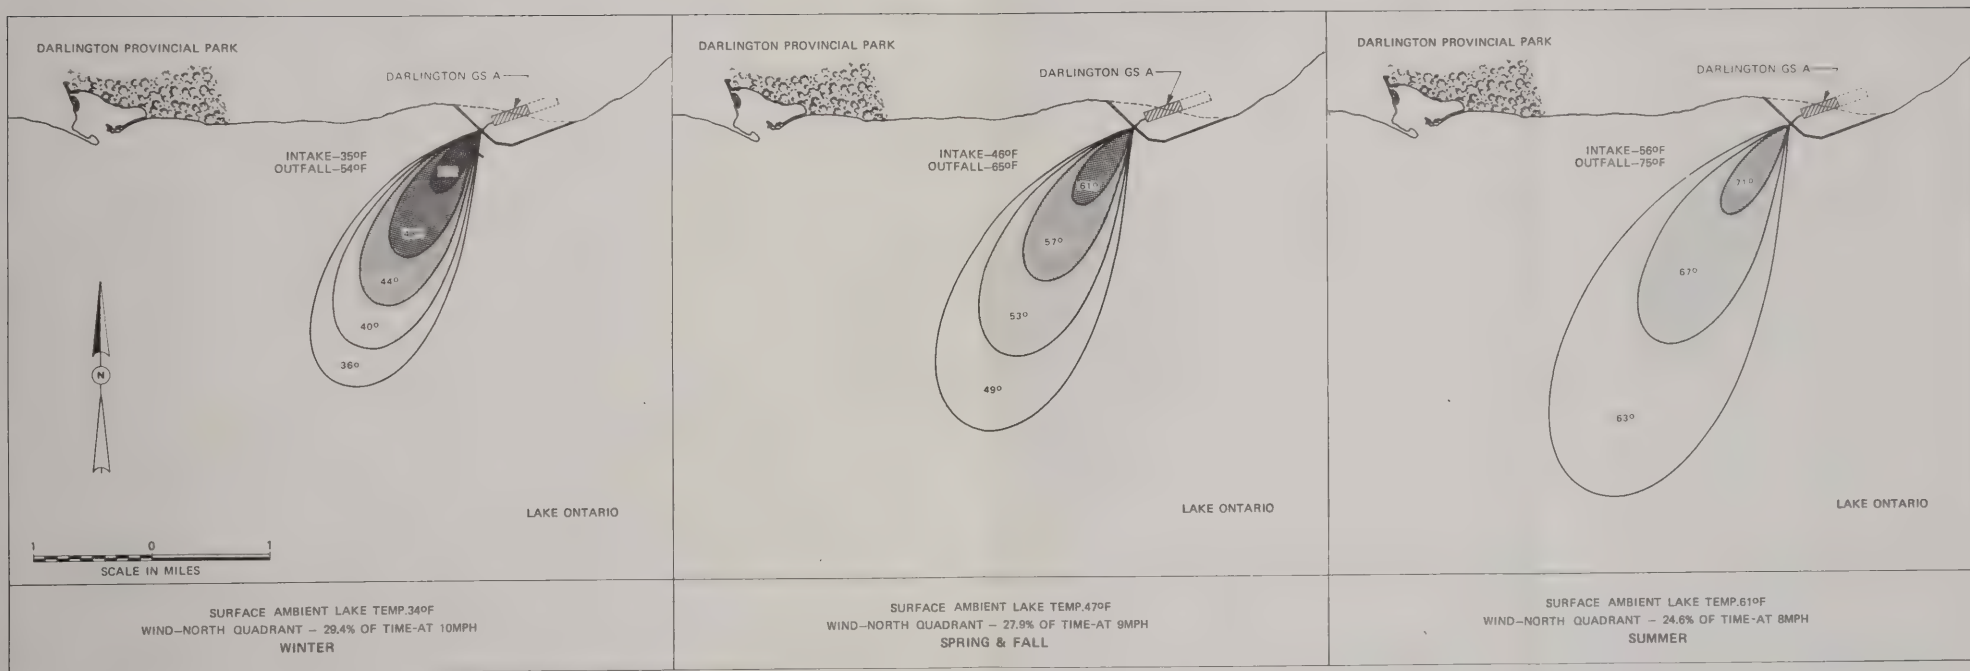 DARLINGTON PROVINCIAL PARK
DARLINGTON GS A
INTAKE-35ºF
OUTFALL-54ºF
44º
40º
36º
N
LAKE ONTARIO
1 0 1
SCALE IN MILES
SURFACE AMBIENT LAKE TEMP.34ºF
WIND-NORTH QUADRANT - 29.4% OF TIME-AT 10MPH
WINTER
DARLINGTON PROVINCIAL PARK
DARLINGTON GS A
INTAKE-46ºF
OUTFALL-65ºF
61º
57º
53º
49º
LAKE ONTARIO
SURFACE AMBIENT LAKE TEMP.47ºF
WIND-NORTH QUADRANT - 27.9% OF TIME-AT 9MPH
SPRING & FALL
DARLINGTON PROVINCIAL PARK
DARLINGTON GS A
INTAKE-56ºF
OUTFALL-75ºF
71º
67º
63º
LAKE ONTARIO
SURFACE AMBIENT LAKE TEMP.61ºF
WIND-NORTH QUADRANT - 24.6% OF TIME-AT 8MPH
SUMMER